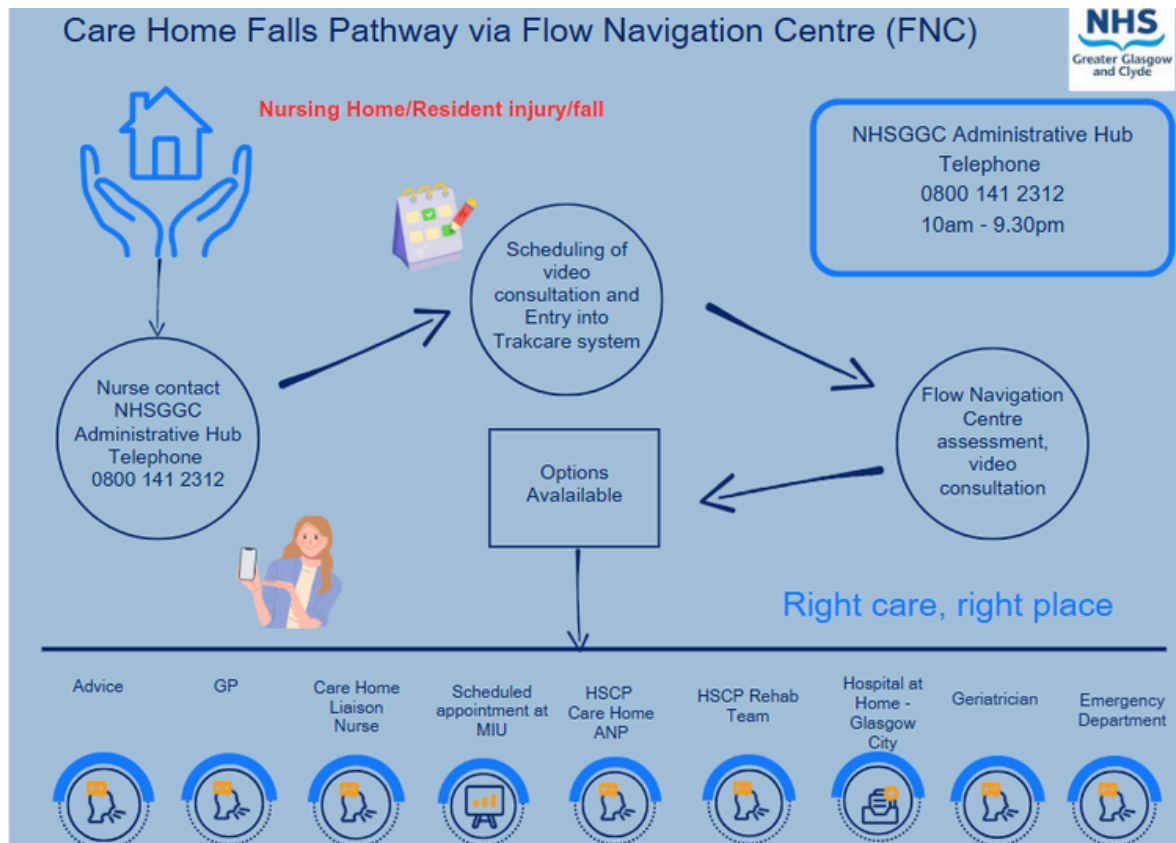 Care Home Falls Pathway via Flow Navigation Centre (FNC)
NHS
Greater Glasgow
and Clyde
Nursing Home/Resident injury/fall
NHSGGC Administrative Hub
Telephone
0800 141 2312
10am - 9.30pm
Scheduling of
video
consultation and
Entry into
Trakcare system
Nurse contact
NHSGGC
Administrative Hub
Telephone
0800 141 2312
Flow Navigation
Centre
assessment,
video
consultation
Options
Avalailable
Right care, right place
Advice
GP
Care Home
Liaison
Nurse
Scheduled
appointment at
MIU
HSCP
Care Home
ANP
HSCP Rehab
Team
Hospital at
Home -
Glasgow
City
Geriatrician
Emergency
Department